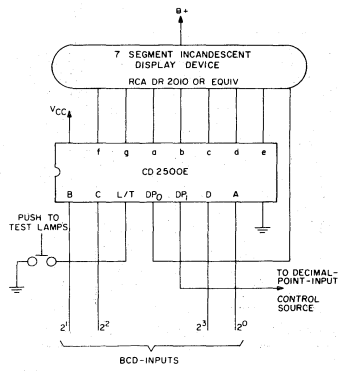 B+
7 SEGMENT INCANDESCENT
DISPLAY DEVICE
RCA DR 2010 OR EQUIV
VCC
f g a b c d e
CD 2500E
B C L/T DP0 DPi D A
PUSH TO
TEST LAMPS
TO DECIMAL-
POINT-INPUT
CONTROL
SOURCE
2¹ 2² 2³ 2⁰
BCD-INPUTS